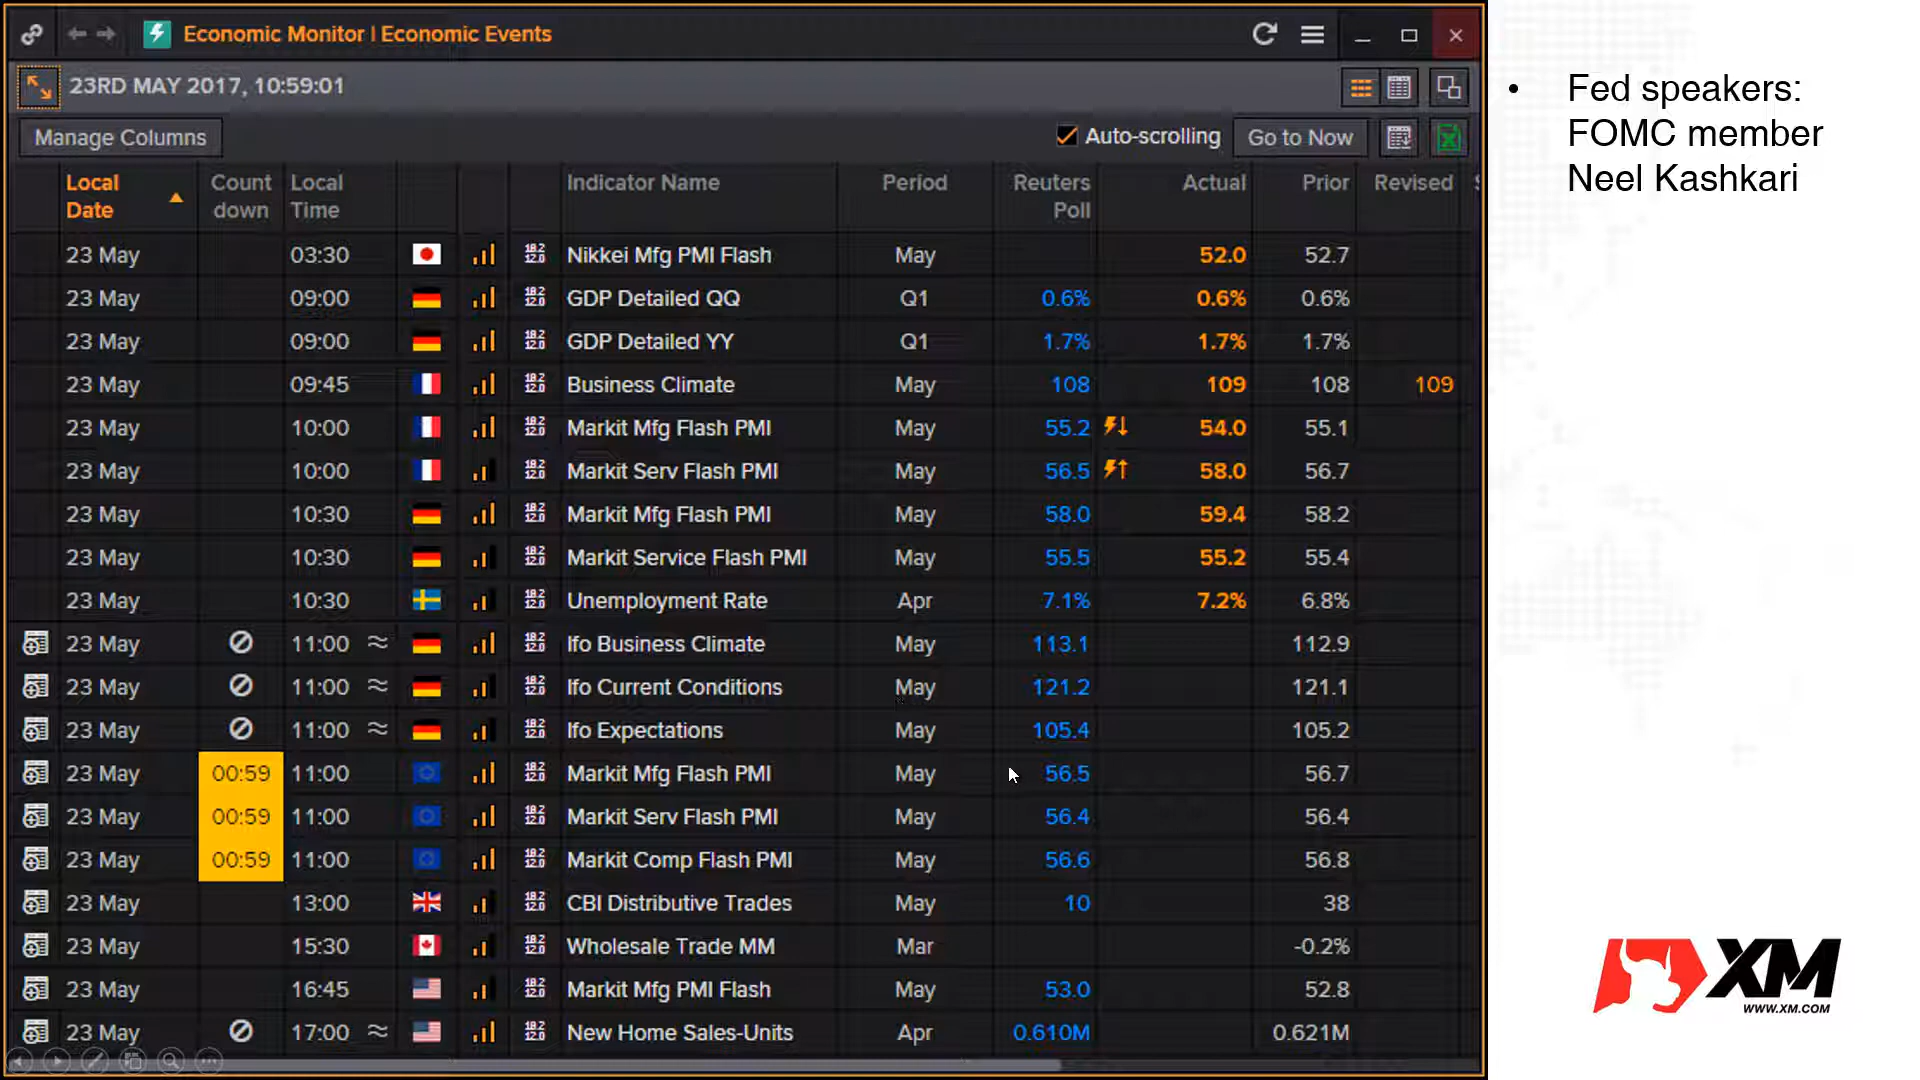 Economic Monitor | Economic Events
23RD MAY 2017, 10:59:01
Manage Columns Auto-scrolling Go to Now
Local Date Count down Local Time Indicator Name Period Reuters Poll Actual Prior Revised
23 May 03:30 Nikkei Mfg PMI Flash May 52.0 52.7
23 May 09:00 GDP Detailed QQ Q1 0.6% 0.6% 0.6%
23 May 09:00 GDP Detailed YY Q1 1.7% 1.7% 1.7%
23 May 09:45 Business Climate May 108 109 108 109
23 May 10:00 Markit Mfg Flash PMI May 55.2 54.0 55.1
23 May 10:00 Markit Serv Flash PMI May 56.5 58.0 56.7
23 May 10:30 Markit Mfg Flash PMI May 58.0 59.4 58.2
23 May 10:30 Markit Service Flash PMI May 55.5 55.2 55.4
23 May 10:30 Unemployment Rate Apr 7.1% 7.2% 6.8%
23 May 11:00 ≈ Ifo Business Climate May 113.1 112.9
23 May 11:00 ≈ Ifo Current Conditions May 121.2 121.1
23 May 11:00 ≈ Ifo Expectations May 105.4 105.2
23 May 00:59 11:00 Markit Mfg Flash PMI May 56.5 56.7
23 May 00:59 11:00 Markit Serv Flash PMI May 56.4 56.4
23 May 00:59 11:00 Markit Comp Flash PMI May 56.6 56.8
23 May 13:00 CBI Distributive Trades May 10 38
23 May 15:30 Wholesale Trade MM Mar -0.2%
23 May 16:45 Markit Mfg PMI Flash May 53.0 52.8
23 May 17:00 ≈ New Home Sales-Units Apr 0.610M 0.621M
• Fed speakers:
FOMC member
Neel Kashkari
XM
WWW.XM.COM